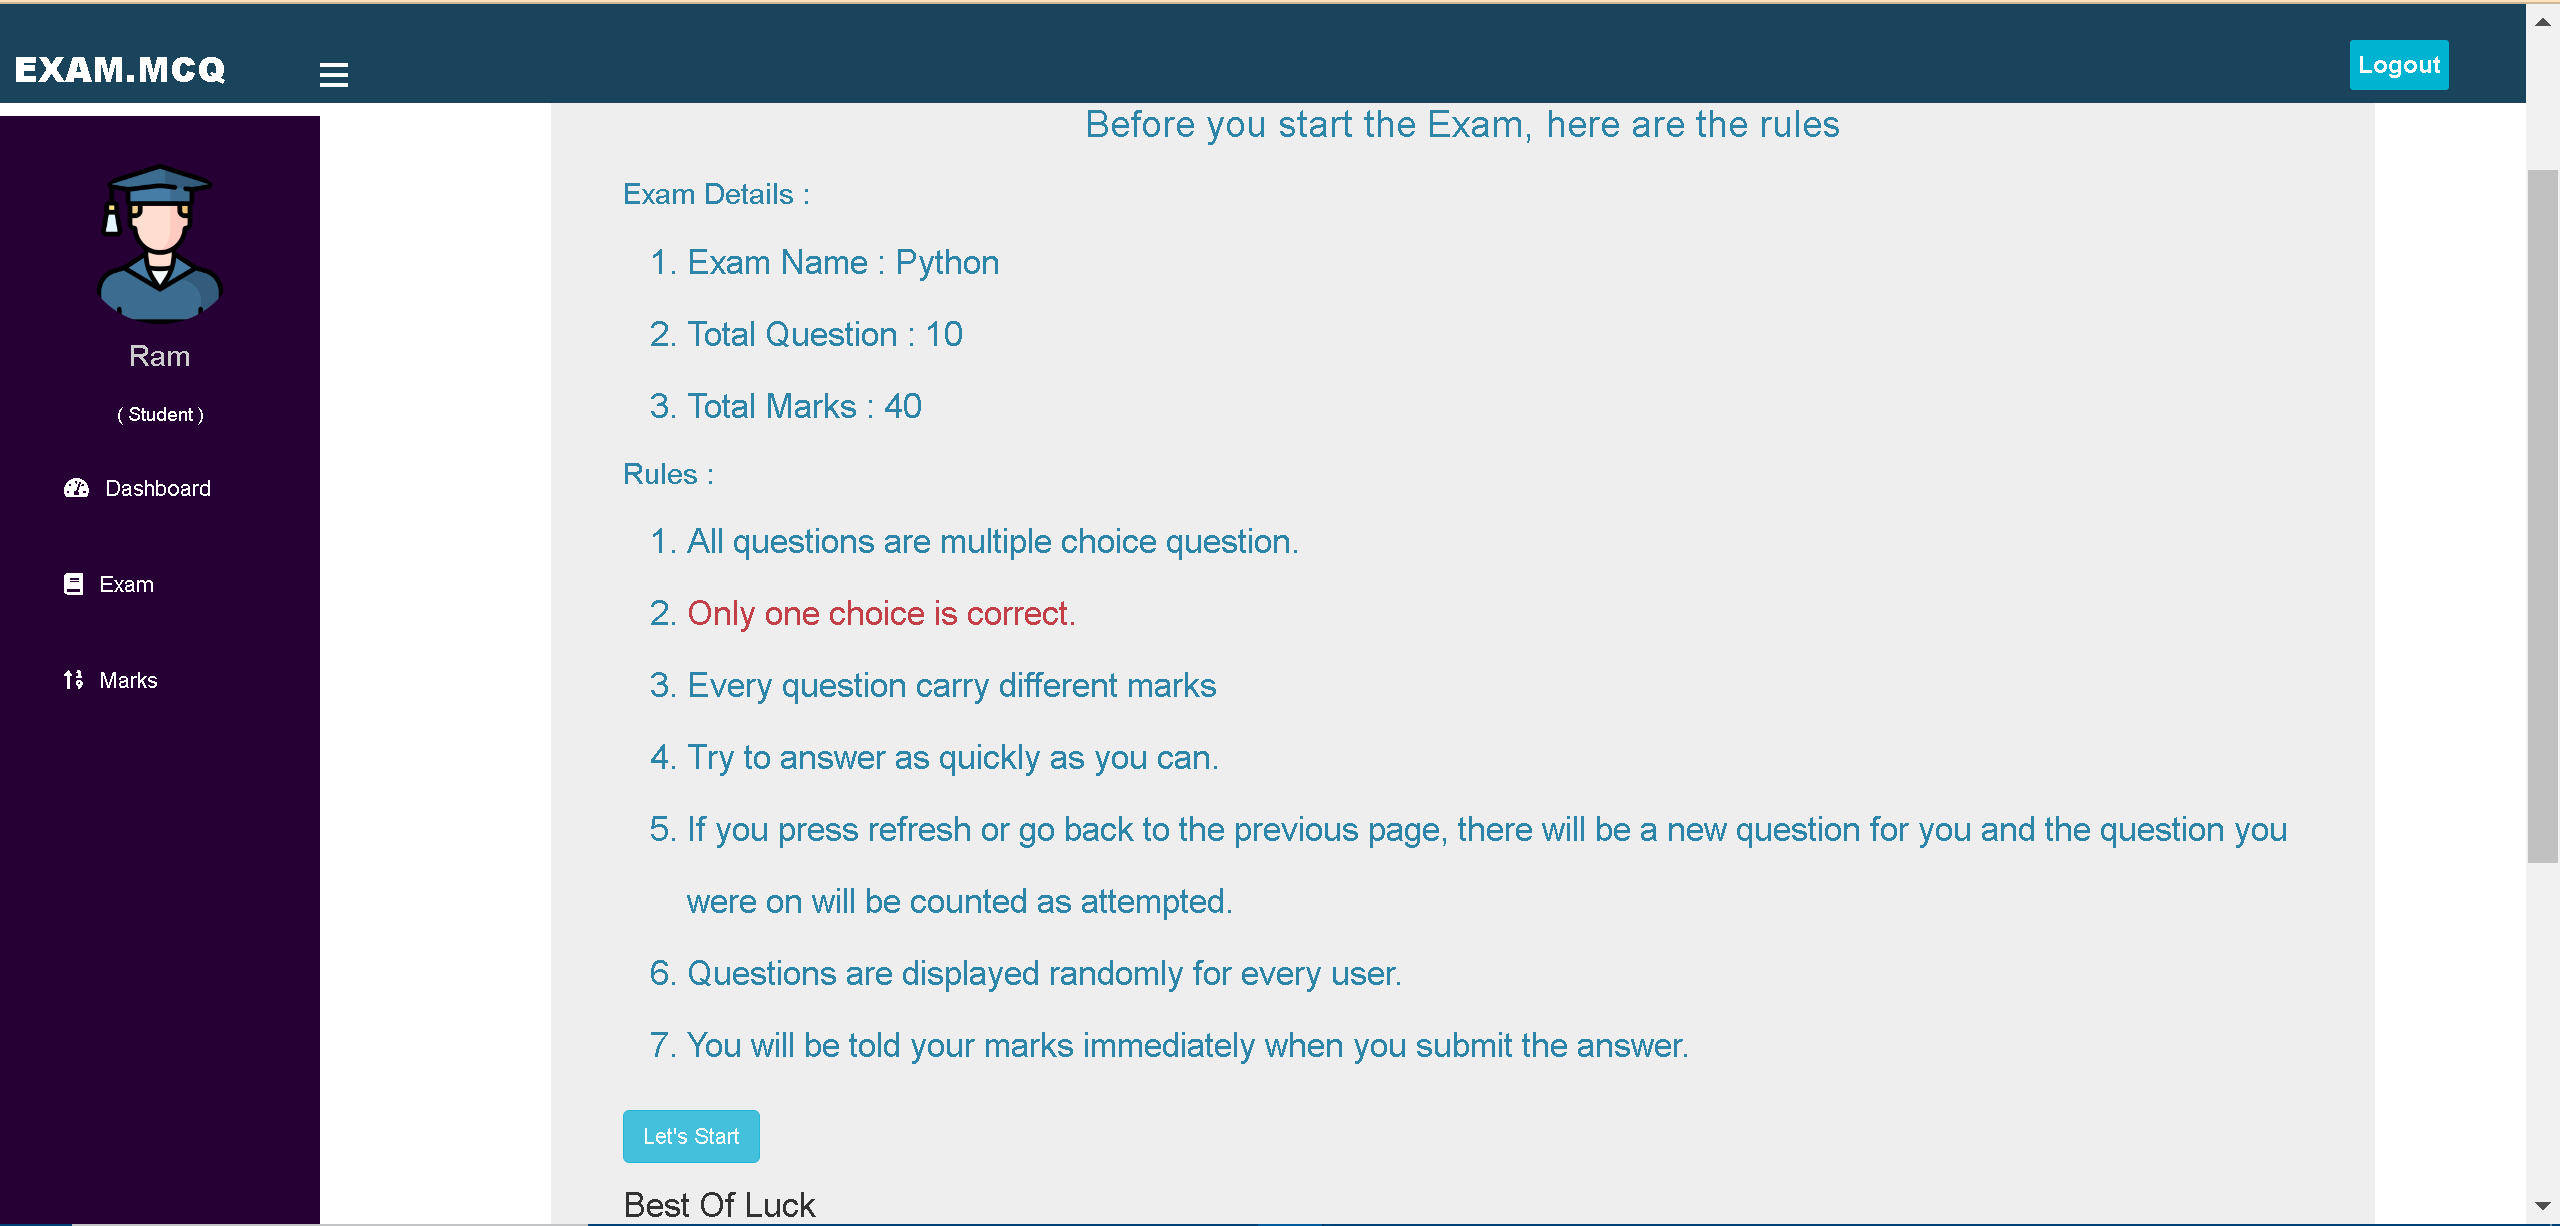 EXAM.MCQ
Logout
Ram
( Student )
Dashboard
Exam
Marks
Before you start the Exam, here are the rules
Exam Details :
1. Exam Name : Python
2. Total Question : 10
3. Total Marks : 40
Rules :
1. All questions are multiple choice question.
2. Only one choice is correct.
3. Every question carry different marks
4. Try to answer as quickly as you can.
5. If you press refresh or go back to the previous page, there will be a new question for you and the question you
were on will be counted as attempted.
6. Questions are displayed randomly for every user.
7. You will be told your marks immediately when you submit the answer.
Let's Start
Best Of Luck